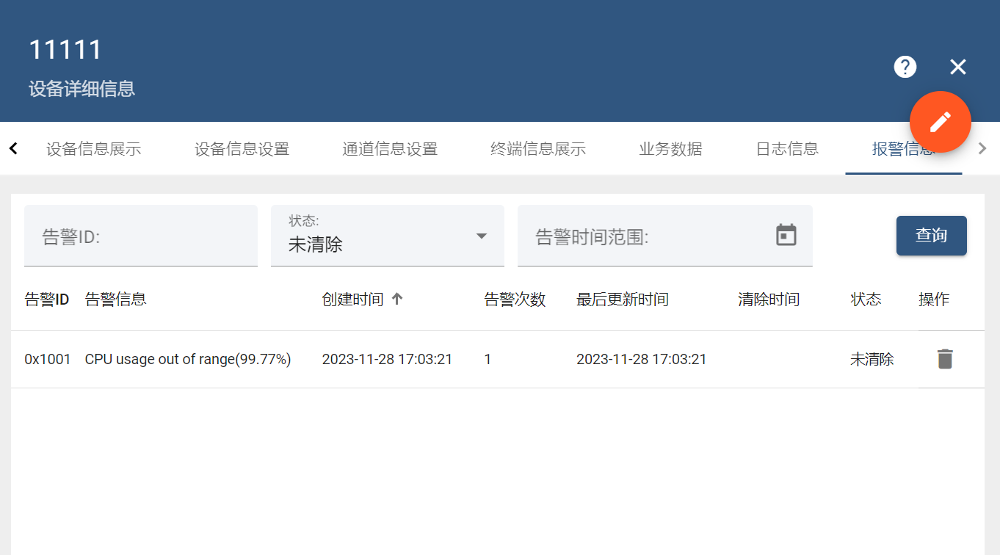 11111
设备详细信息
设备信息展示 设备信息设置 通道信息设置 终端信息展示 业务数据 日志信息 报警信息
告警ID: 状态: 未清除 告警时间范围: 查询
告警ID 告警信息 创建时间 告警次数 最后更新时间 清除时间 状态 操作
0x1001 CPU usage out of range(99.77%) 2023-11-28 17:03:21 1 2023-11-28 17:03:21 未清除